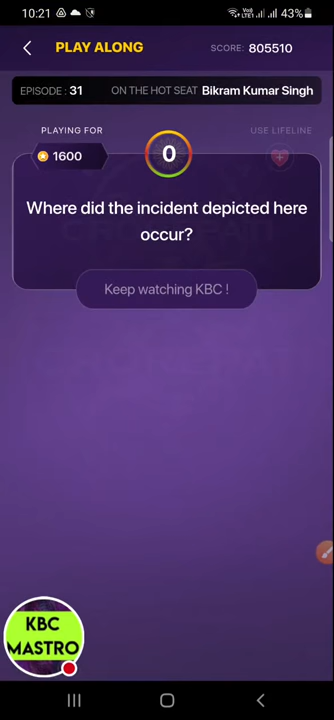 10:21 43%
PLAY ALONG SCORE: 805510
EPISODE : 31 ON THE HOT SEAT Bikram Kumar Singh
PLAYING FOR USE LIFELINE
1600 0
Where did the incident depicted here
occur?
Keep watching KBC !
KBC
MASTRO